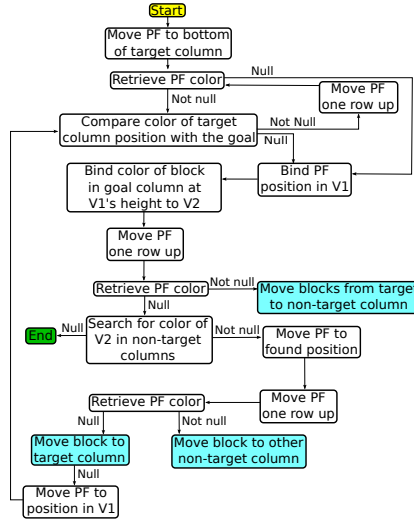 Start
Move PF to bottom
of target column
Retrieve PF color
Null
Move PF
one row up
Not null
Compare color of target
column position with the goal
Not Null
Null
Bind color of block
in goal column at
V1's height to V2
Bind PF
position in V1
Move PF
one row up
Retrieve PF color
Not null
Move blocks from target
to non-target column
Null
End
Null
Search for color of
V2 in non-target
columns
Not null
Move PF to
found position
Retrieve PF color
Move PF
one row up
Null
Not null
Move block to
target column
Move block to other
non-target column
Null
Move PF to
position in V1